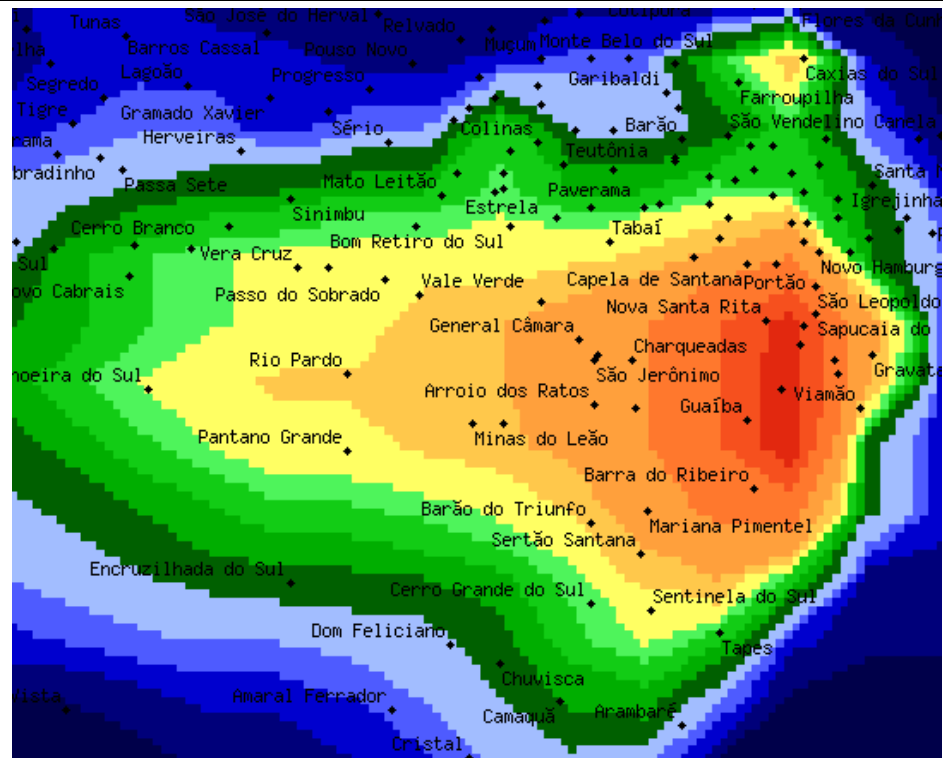 Tunas
São José do Herval
Relvado
Barros Cassal
Pouso Novo
Muçum
Monte Belo do Sul
Lagoão
Progresso
Garibaldi
Caxias do Sul
Segredo
Farroupilha
Tigre
Gramado Xavier
Herveiras
Sério
Colinas
Barão
São Vendelino
Canela
Teutônia
Passa Sete
Mato Leitão
Paverama
Sinimbu
Estrela
Igrejinha
Cerro Branco
Tabaí
Vera Cruz
Bom Retiro do Sul
Sul
Novo Hamburg
ovo Cabrais
Passo do Sobrado
Vale Verde
Capela de Santana
Portão
Nova Santa Rita
São Leopoldo
General Câmara
Sapucaia do
Charqueadas
Rio Pardo
hoeira do Sul
São Jerônimo
Gravata
Arroio dos Ratos
Viamão
Guaíba
Pantano Grande
Minas do Leão
Barra do Ribeiro
Barão do Triunfo
Mariana Pimentel
Sertão Santana
Encruzilhada do Sul
Cerro Grande do Sul
Sentinela do Sul
Dom Feliciano
Tapes
Chuvisca
Vista
Amaral Ferrador
Camaquã
Arambaré
Cristal